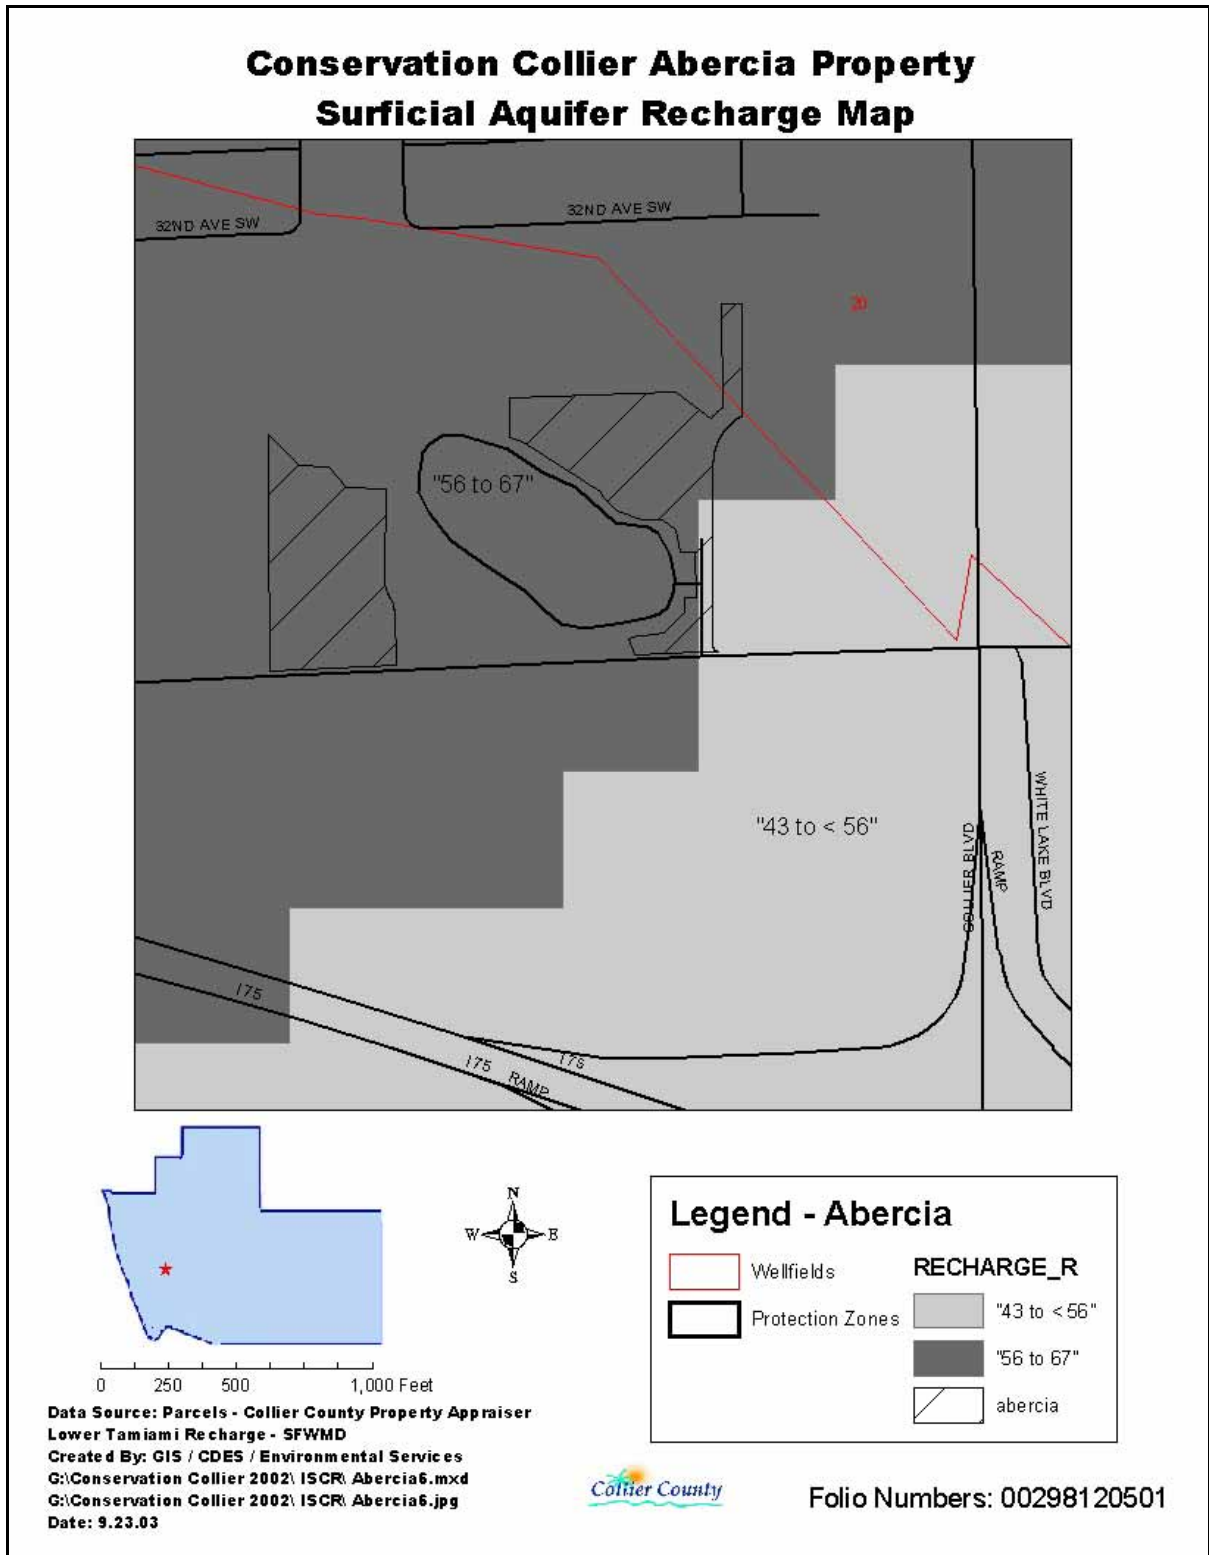 Conservation Collier Abercia Property
Surficial Aquifer Recharge Map
32ND AVE SW
32ND AVE SW
20
"56 to 67"
"43 to < 56"
COLLIER BLVD
RAMP
WHITE LAKE BLVD
I75
I75
I75
RAMP
N
W
E
S
0 250 500 1,000 Feet
Data Source: Parcels - Collier County Property Appraiser
Lower Tamiami Recharge - SFWMD
Created By: GIS / CDES / Environmental Services
G:\Conservation Collier 2002\ ISCR\ Abercia6.mxd
G:\Conservation Collier 2002\ ISCR\ Abercia6.jpg
Date: 9.23.03
Legend - Abercia
Wellfields
Protection Zones
RECHARGE_R
"43 to < 56"
"56 to 67"
abercia
Collier County
Folio Numbers: 00298120501